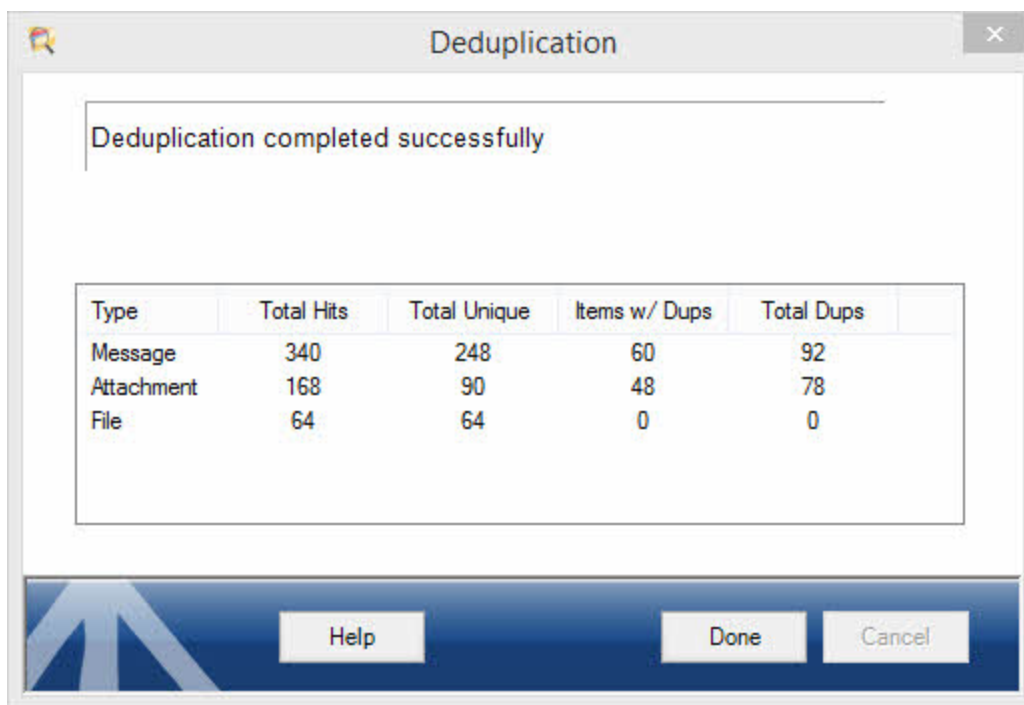 Deduplication
Deduplication completed successfully
Type Total Hits Total Unique Items w/ Dups Total Dups
Message 340 248 60 92
Attachment 168 90 48 78
File 64 64 0 0
Help Done Cancel